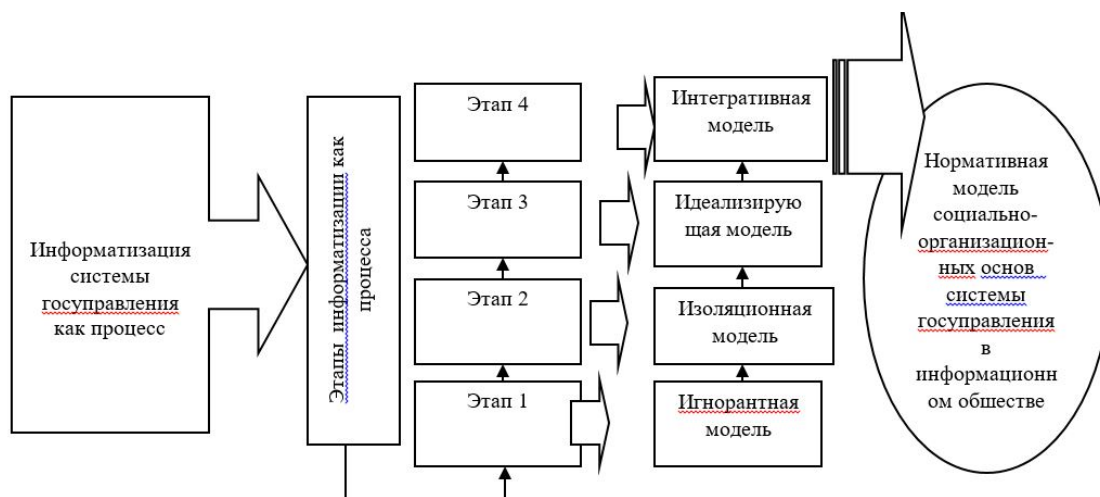 Информатизация
системы
госуправления
как процесс
Этапы информатизации как
процесса
Этап 4
Этап 3
Этап 2
Этап 1
Интегративная
модель
Идеализирую
щая модель
Изоляционная
модель
Игнорантная
модель
Нормативная
модель
социально-
организацион-
ных основ
системы
госуправления
в
информационн
ом обществе